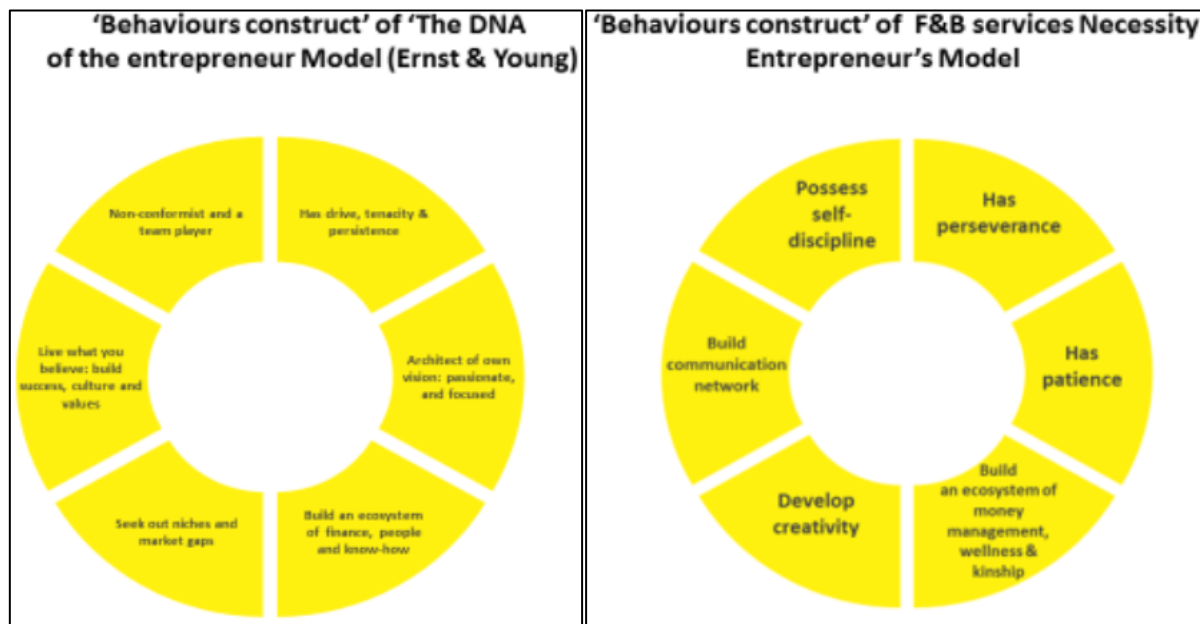 'Behaviours construct' of 'The DNA
of the entrepreneur Model (Ernst & Young)
Has drive, tenacity &
persistence
Architect of own
vision: passionate,
and focused
Build an ecosystem
of finance, people
and know-how
Seek out niches and
market gaps
Live what you
believe: build
success, culture and
values
Non-conformist and a
team player
'Behaviours construct' of F&B services Necessity
Entrepreneur's Model
Has
perseverance
Has
patience
Build
an ecosystem of
money
management,
wellness &
kinship
Develop
creativity
Build
communication
network
Possess
self-
discipline